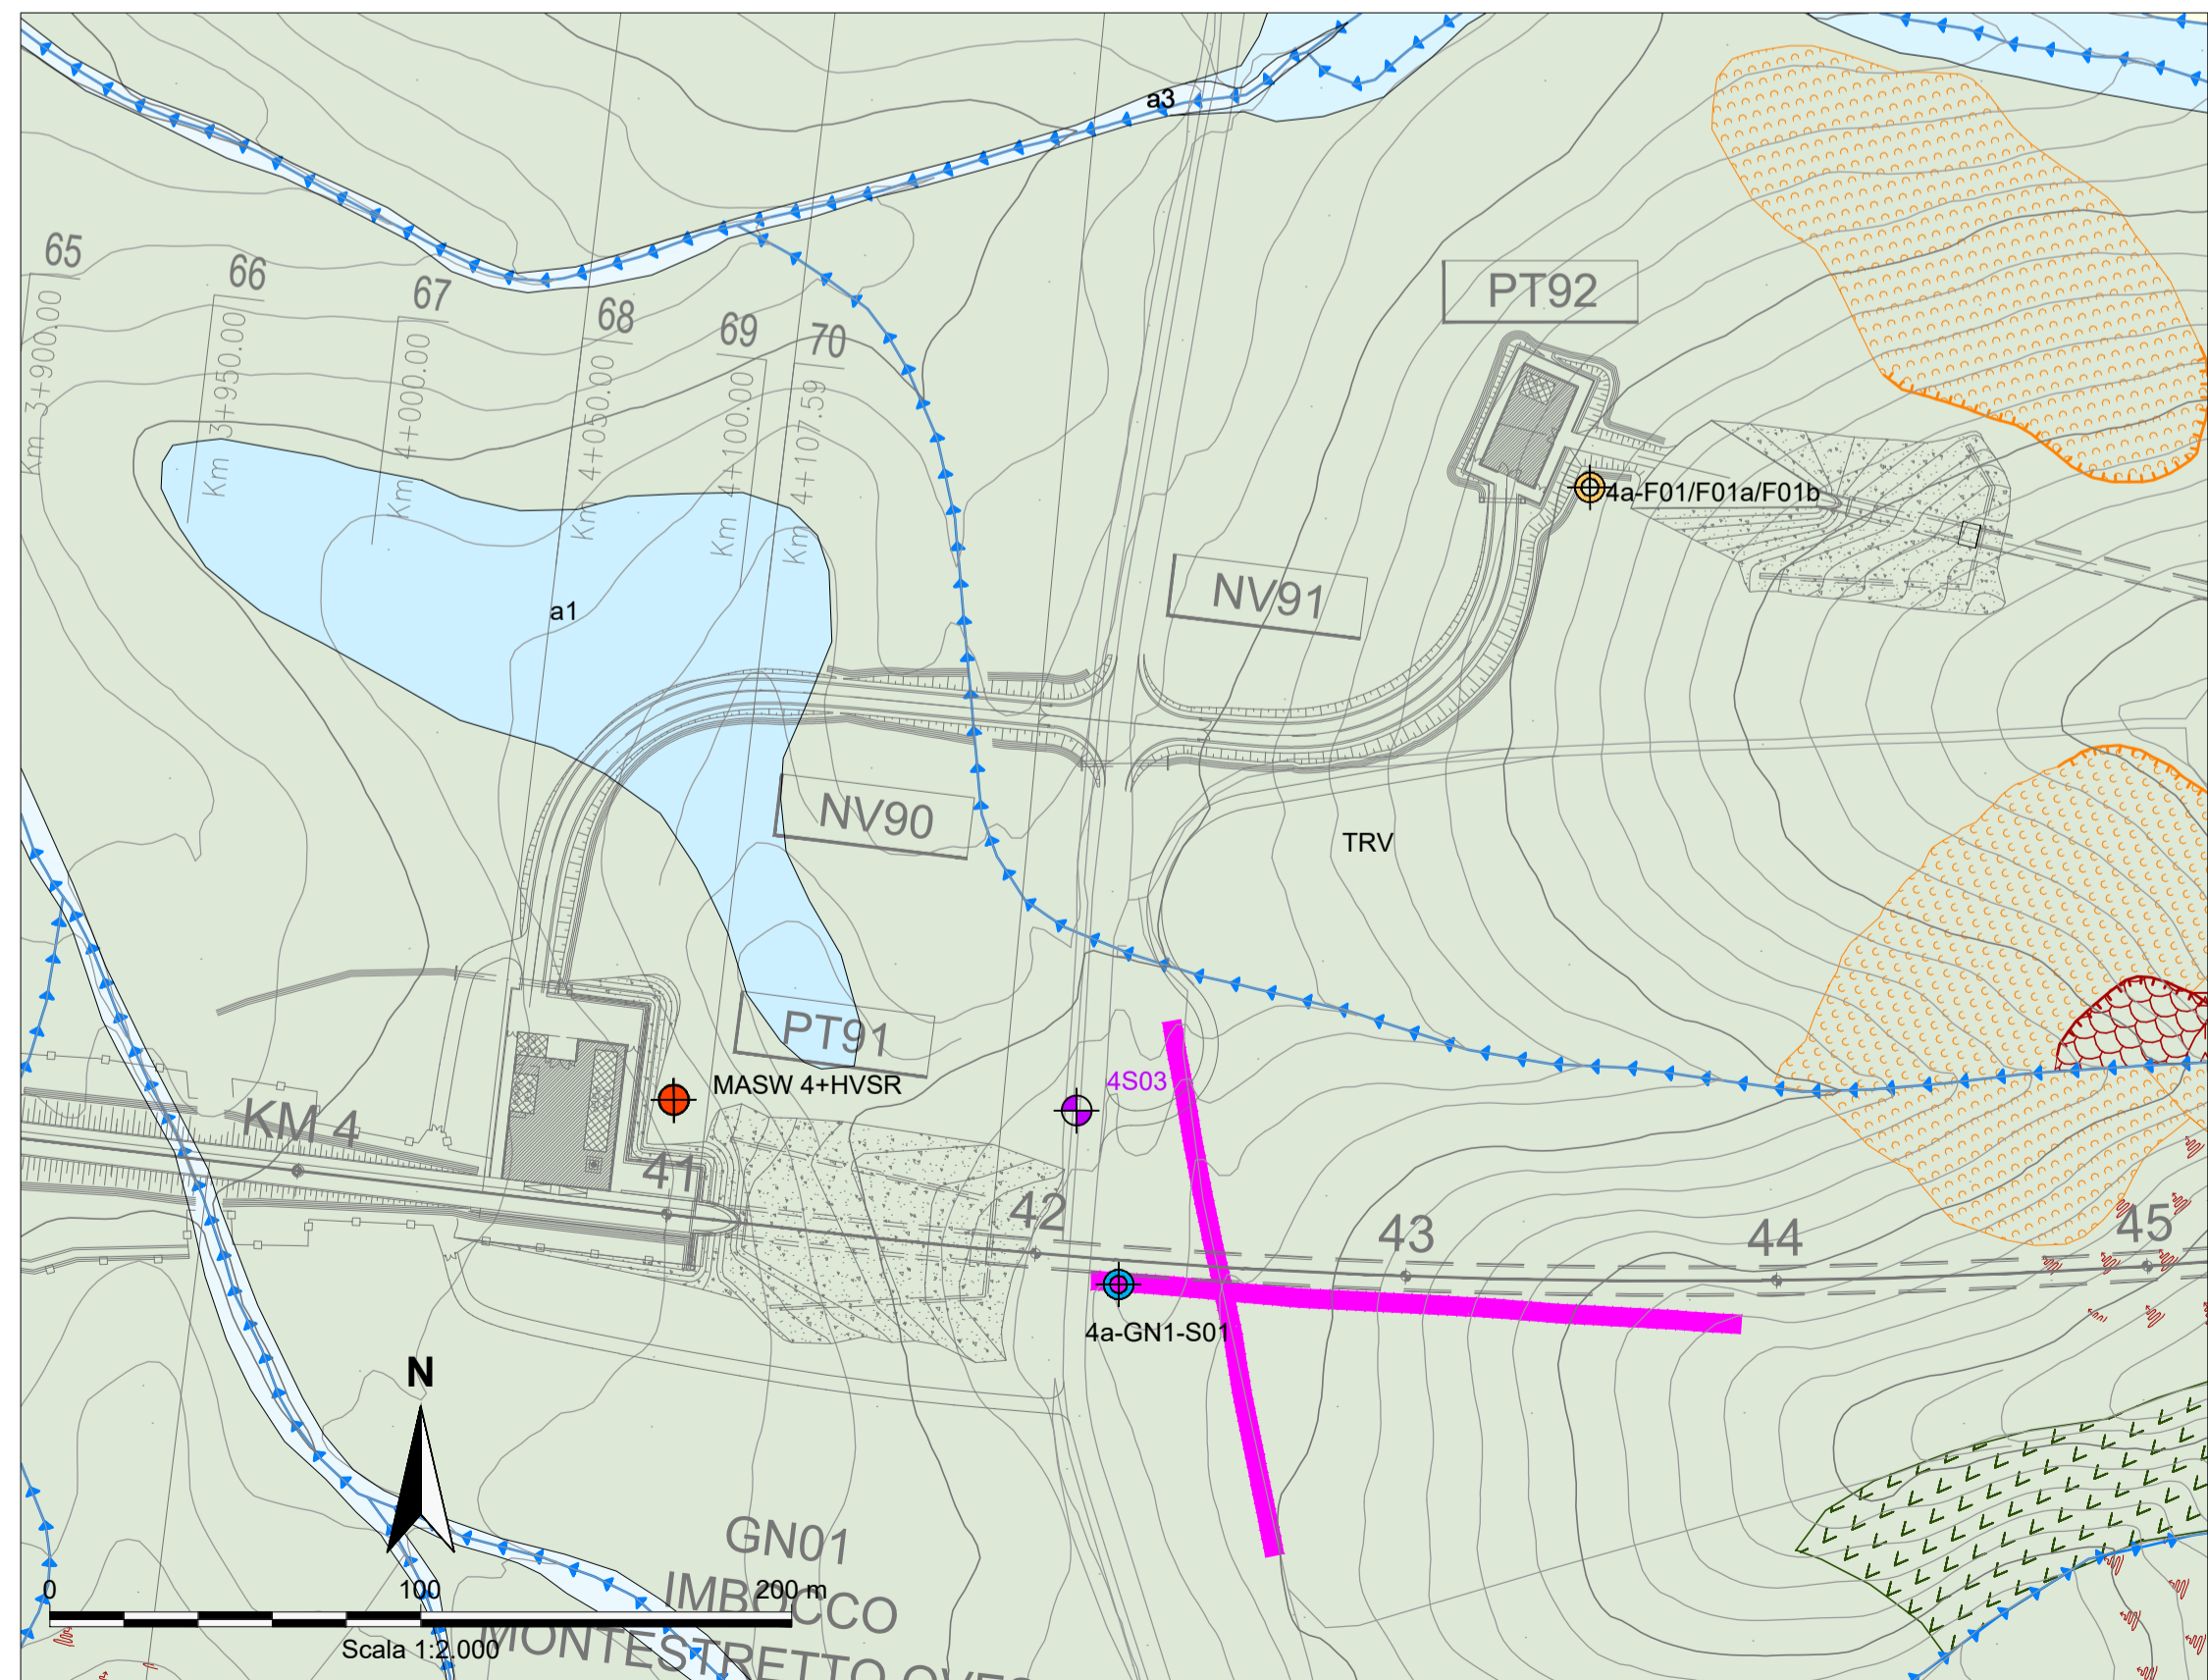 a3
65
66
67
68
69
70
Km 3+900.00
Km 3+950.00
Km 4+000.00
Km 4+050.00
Km 4+100.00
Km 4+107.59
PT92
4a-F01/F01a/F01b
NV91
a1
NV90
TRV
PT91
4S03
MASW 4+HVSR
KM 4
41
42
43
44
45
4a-GN1-S01
N
GN01
IMBOCCO
MONTESTRETTO OVES
0 100 200 m
Scala 1:2.000